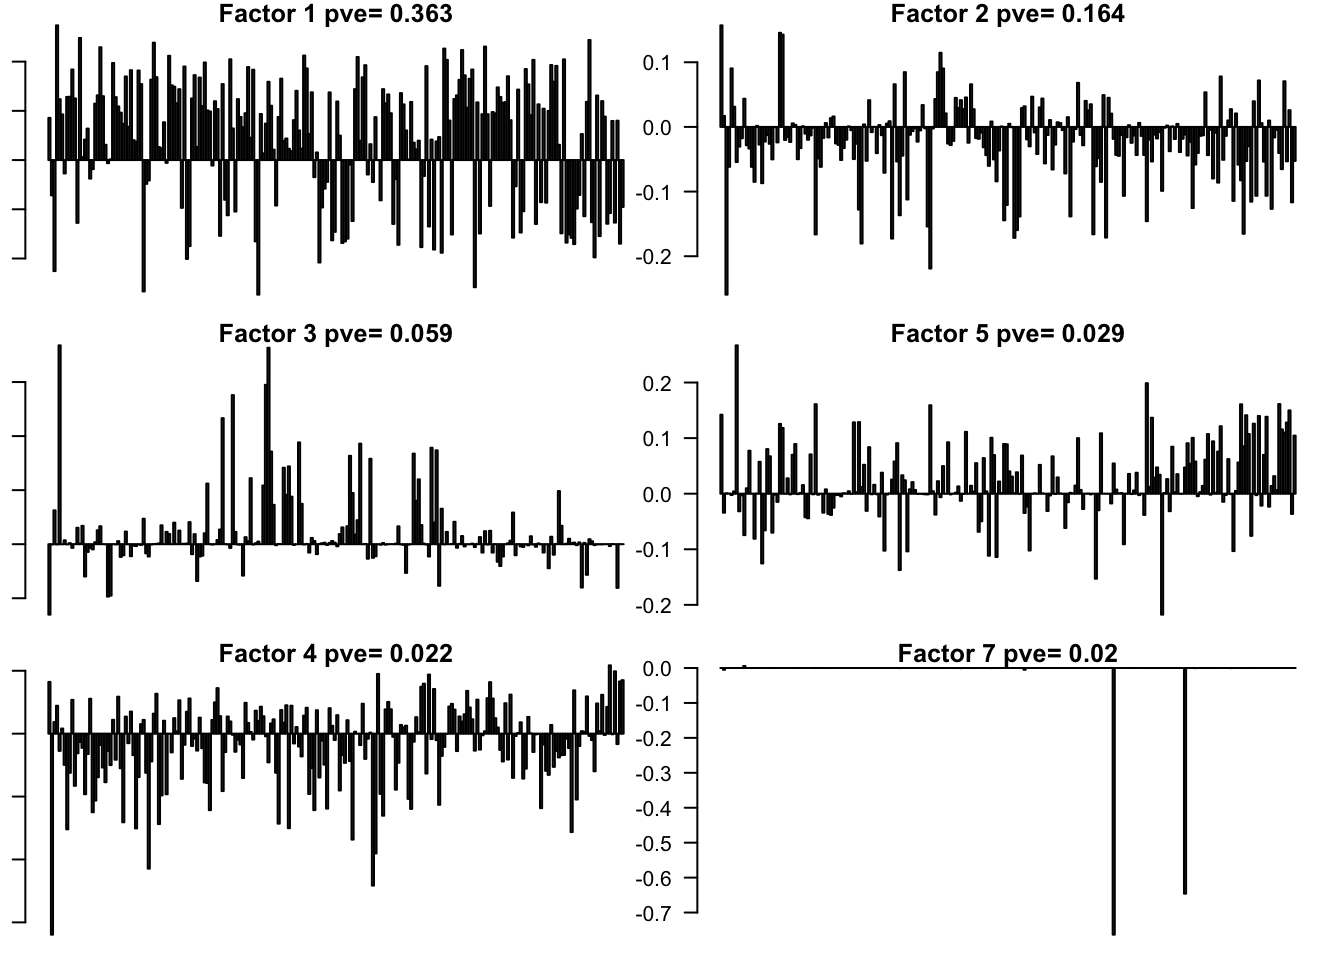 Factor 1 pve= 0.363
Factor 2 pve= 0.164
0.1
0.0
-0.1
-0.2
Factor 3 pve= 0.059
Factor 5 pve= 0.029
0.2
0.1
0.0
-0.1
-0.2
Factor 4 pve= 0.022
Factor 7 pve= 0.02
0.0
-0.1
-0.2
-0.3
-0.4
-0.5
-0.6
-0.7